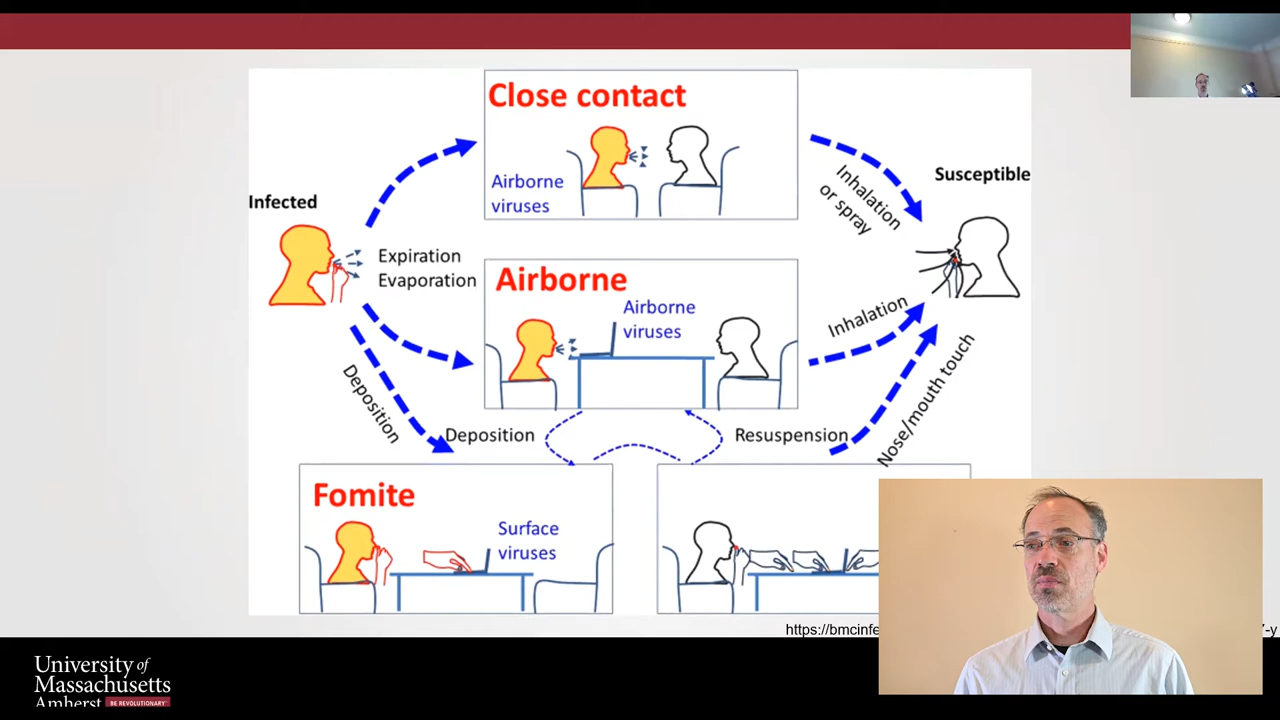 Close contact
Airborne
viruses
Inhalation
or spray
Infected
Susceptible
Expiration
Evaporation
Airborne
Airborne
viruses
Inhalation
Deposition
Deposition
Resuspension
Nose/mouth touch
Fomite
Surface
viruses
https://bmcinfe
7-y
University of
Massachusetts
Amherst BE REVOLUTIONARY